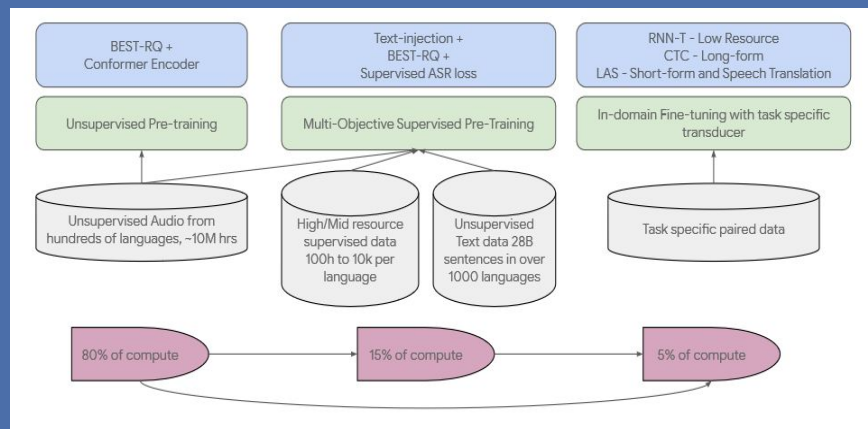 BEST-RQ +
Conformer Encoder
Text-injection +
BEST-RQ +
Supervised ASR loss
RNN-T - Low Resource
CTC - Long-form
LAS - Short-form and Speech Translation
Unsupervised Pre-training
Multi-Objective Supervised Pre-Training
In-domain Fine-tuning with task specific
transducer
Unsupervised Audio from
hundreds of languages, ~10M hrs
High/Mid resource
supervised data
100h to 10k per
language
Unsupervised
Text data 28B
sentences in over
1000 languages
Task specific paired data
80% of compute
15% of compute
5% of compute